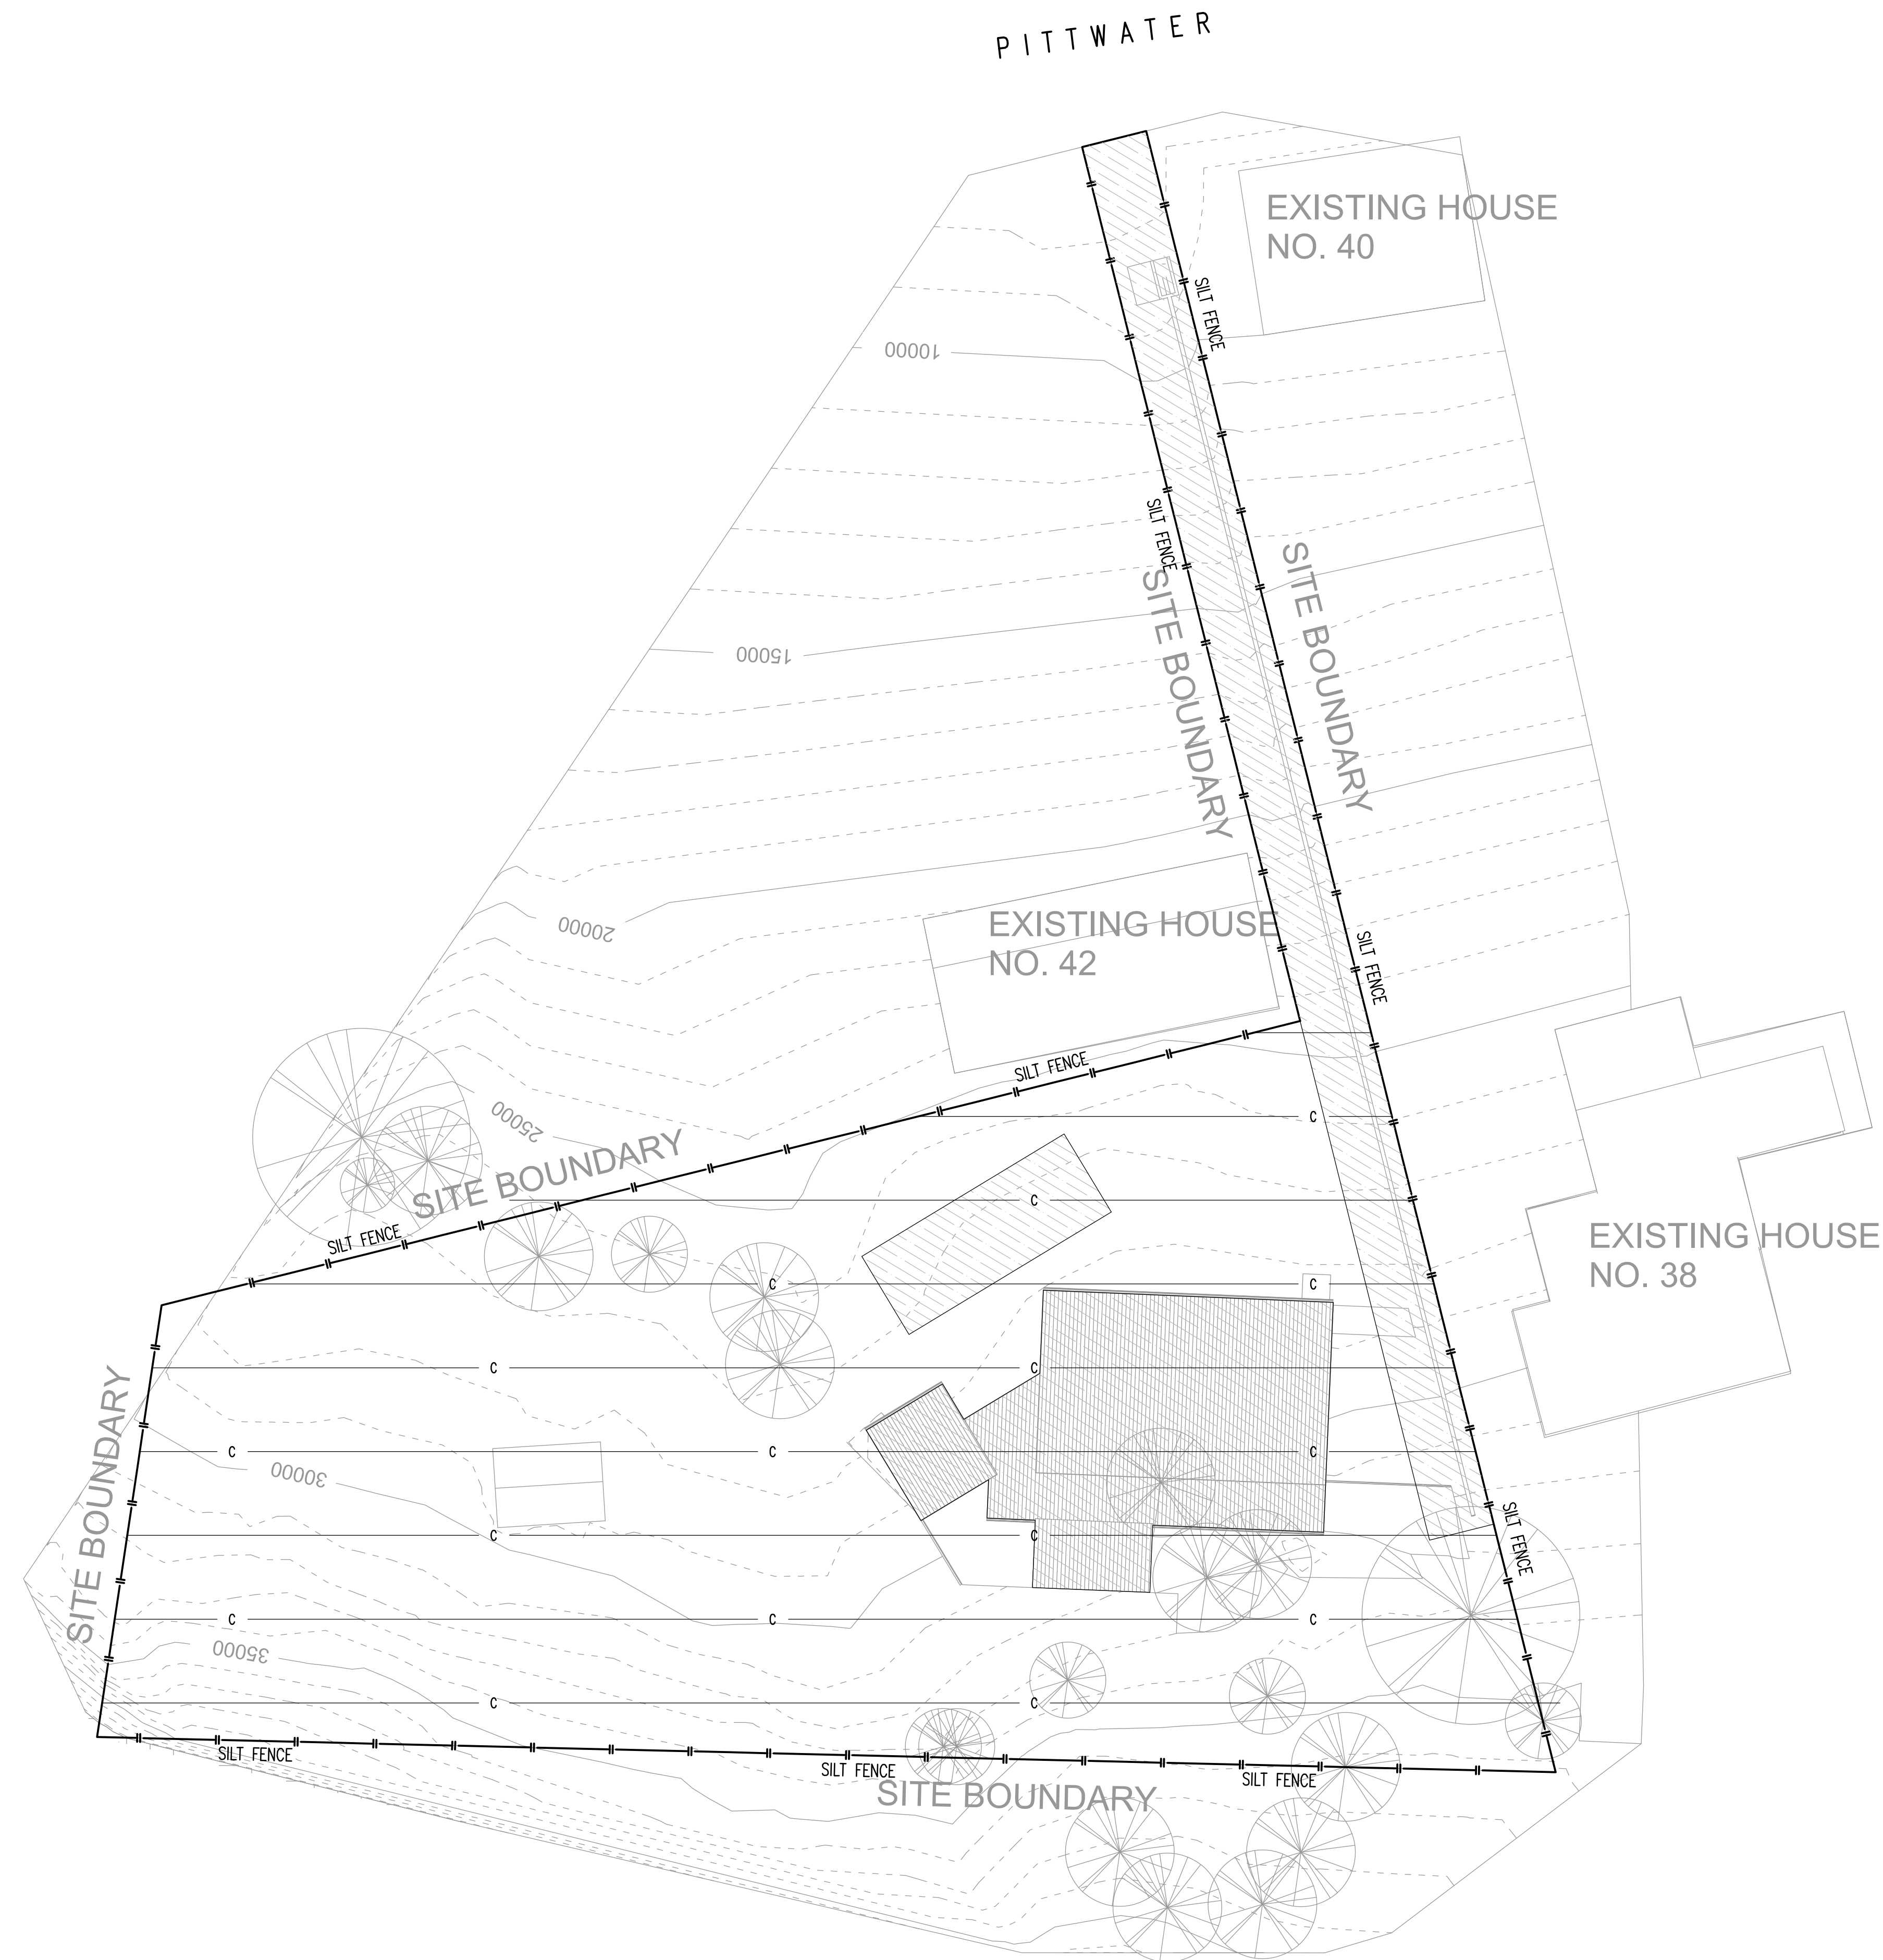 PITTWATER
EXISTING HOUSE
NO. 40
SILT FENCE
10000
SILT FENCE
SITE BOUNDARY
SITE BOUNDARY
15000
EXISTING HOUSE
NO. 42
20000
SILT FENCE
SILT FENCE
25000
C
SITE BOUNDARY
C
SILT FENCE
EXISTING HOUSE
NO. 38
C
C
C
C
SITE BOUNDARY
C
C
C
30000
C
C
SILT FENCE
C
C
C
35000
C
C
SILT FENCE
SILT FENCE
SILT FENCE
SITE BOUNDARY